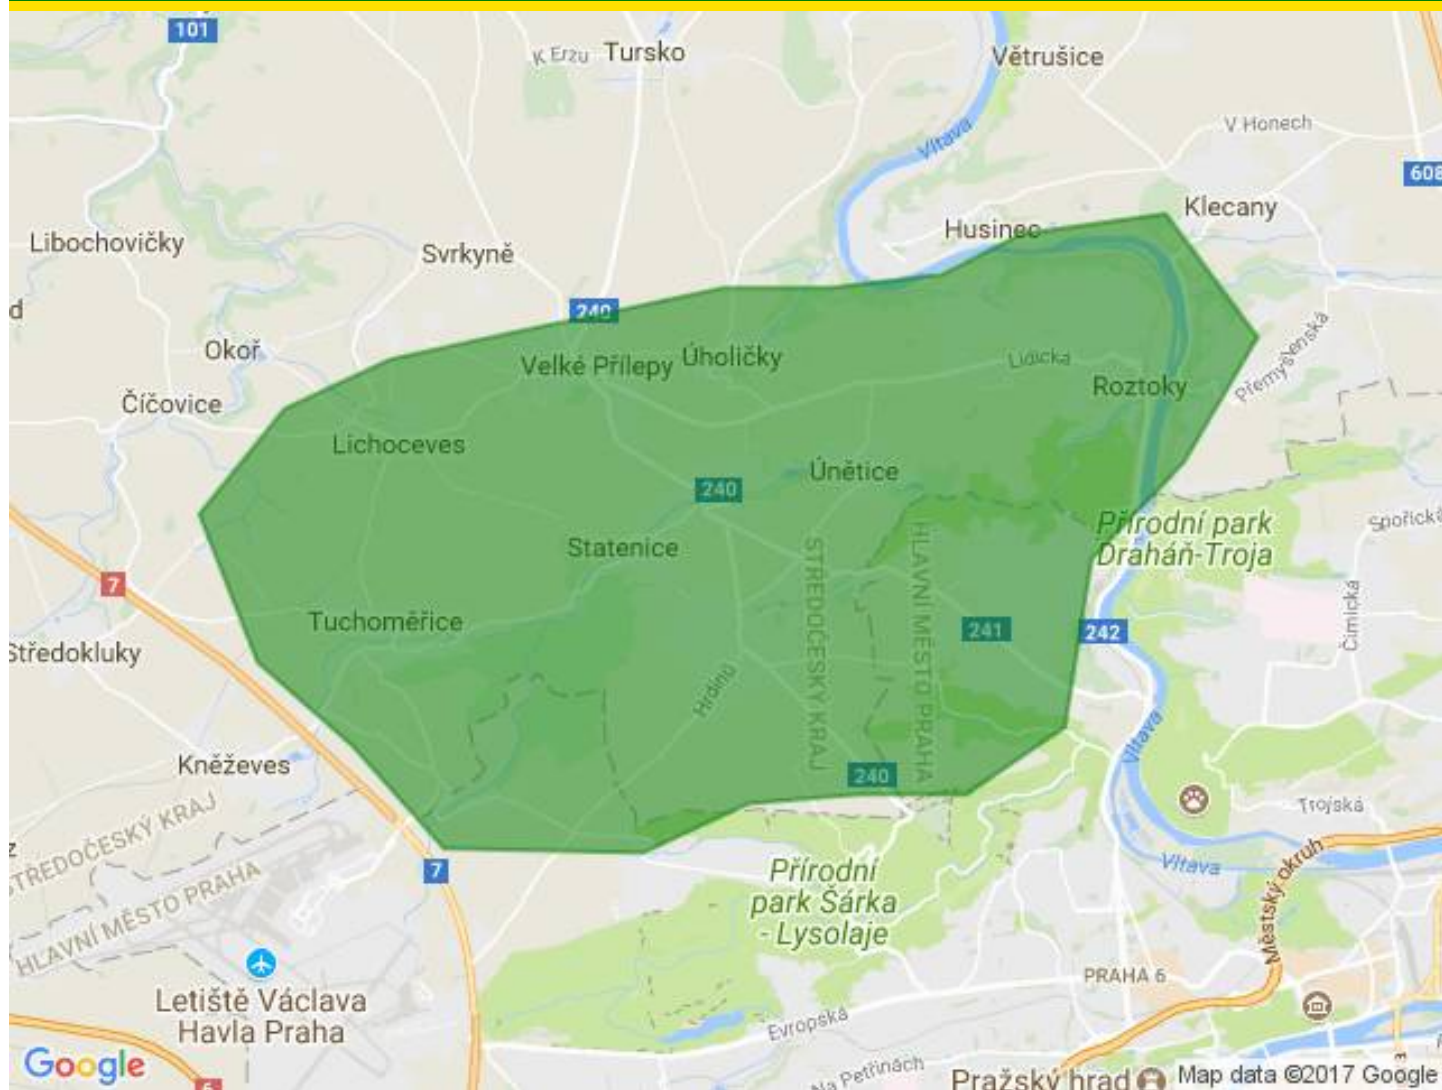 101
K Erzu
Tursko
Větrušice
Vltava
V Honech
608
Klecany
Husinec
Libochovičky
Svrkyně
d
240
Okoř
Velké Přílepy
Úholičky
Lidická
Přemyšlenská
Roztoky
Číčovice
Lichoceves
Únětice
240
Přírodní park
Draháň-Troja
Spořická
Statenice
7
STŘEDOČESKÝ KRAJ
HLAVNÍ MĚSTO PRAHA
Čimická
Tuchoměřice
241
242
Středokluky
Hrdinů
Vltava
Kněževes
240
Trojská
STŘEDOČESKÝ KRAJ
HLAVNÍ MĚSTO PRAHA
7
Přírodní
park Šárka
- Lysolaje
Vltava
Městský okruh
PRAHA 6
Letiště Václava
Havla Praha
Evropská
Na Petřinách
Google
Pražský hrad
Map data ©2017 Google